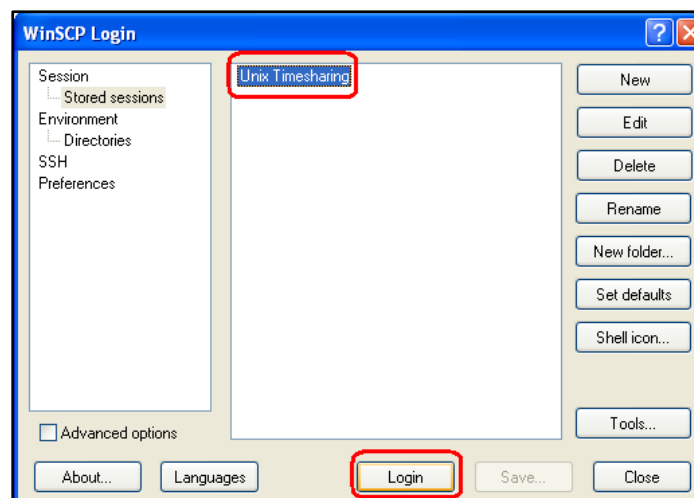 WinSCP Login
Session
Stored sessions
Environment
Directories
SSH
Preferences
Unix Timesharing
New
Edit
Delete
Rename
New folder...
Set defaults
Shell icon...
Tools...
Advanced options
About...
Languages
Login
Save...
Close